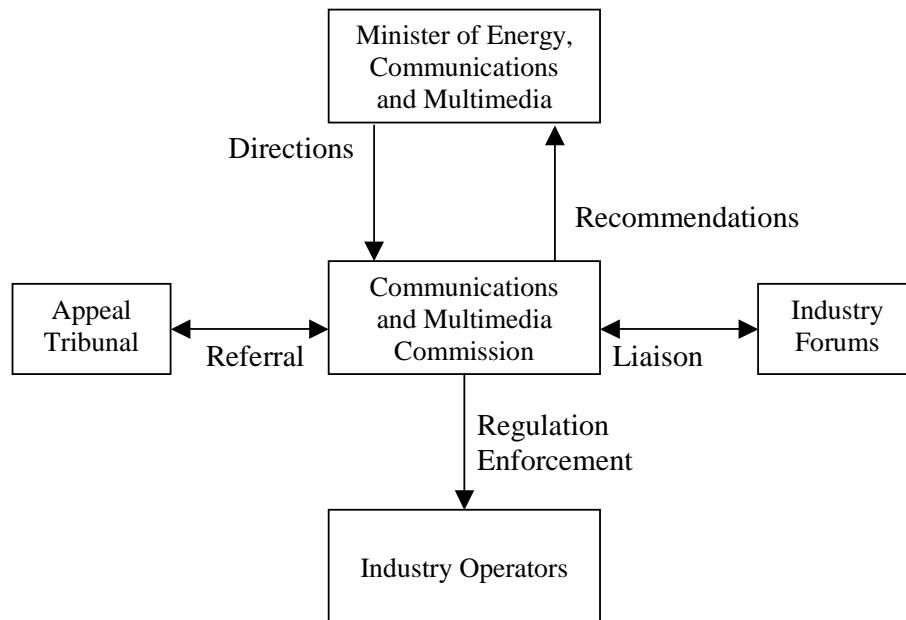 Minister of Energy,
Communications
and Multimedia
Directions
Recommendations
Appeal
Tribunal
Referral
Communications
and Multimedia
Commission
Liaison
Industry
Forums
Regulation
Enforcement
Industry Operators